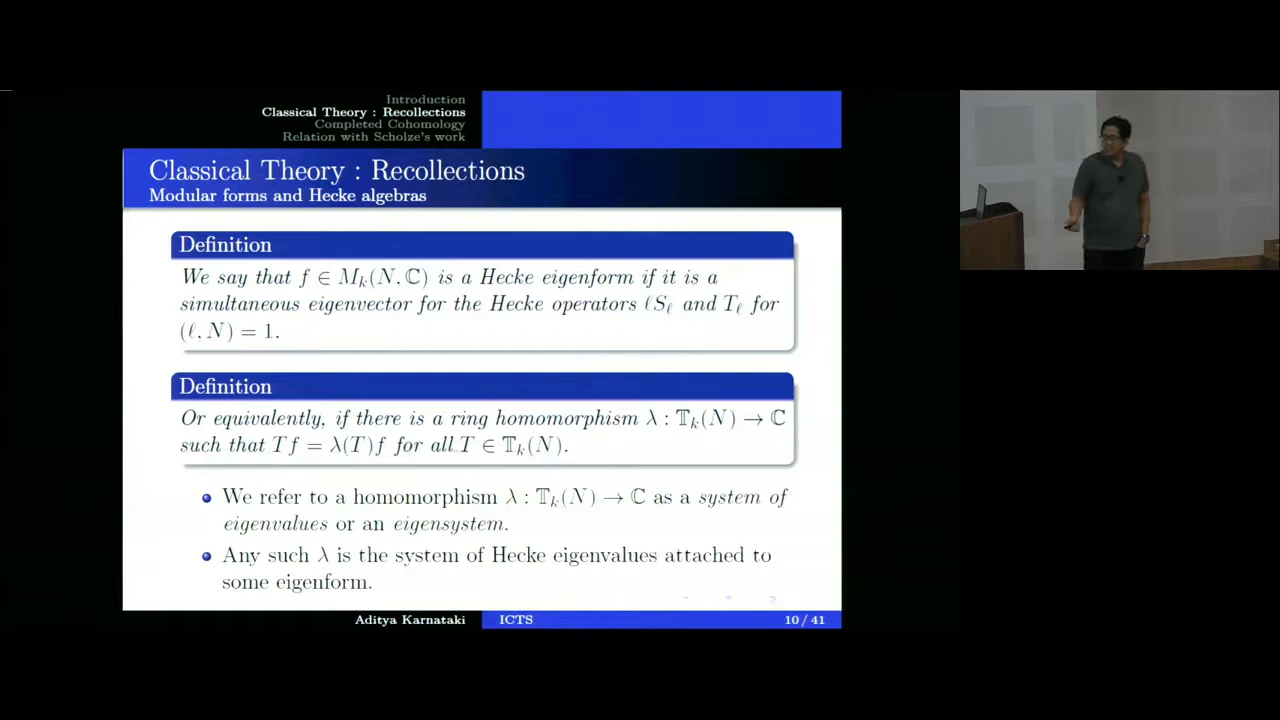 Introduction
Classical Theory : Recollections
Completed Cohomology
Relation with Scholze's work
Classical Theory : Recollections
Modular forms and Hecke algebras
Definition
We say that f ∈ M_k(N, ℂ) is a Hecke eigenform if it is a
simultaneous eigenvector for the Hecke operators ℓS_ℓ and T_ℓ for
(ℓ, N) = 1.
Definition
Or equivalently, if there is a ring homomorphism λ : 𝕋_k(N) → ℂ
such that Tf = λ(T)f for all T ∈ 𝕋_k(N).
We refer to a homomorphism λ : 𝕋_k(N) → ℂ as a system of
eigenvalues or an eigensystem.
Any such λ is the system of Hecke eigenvalues attached to
some eigenform.
Aditya Karnataki
ICTS
10 / 41